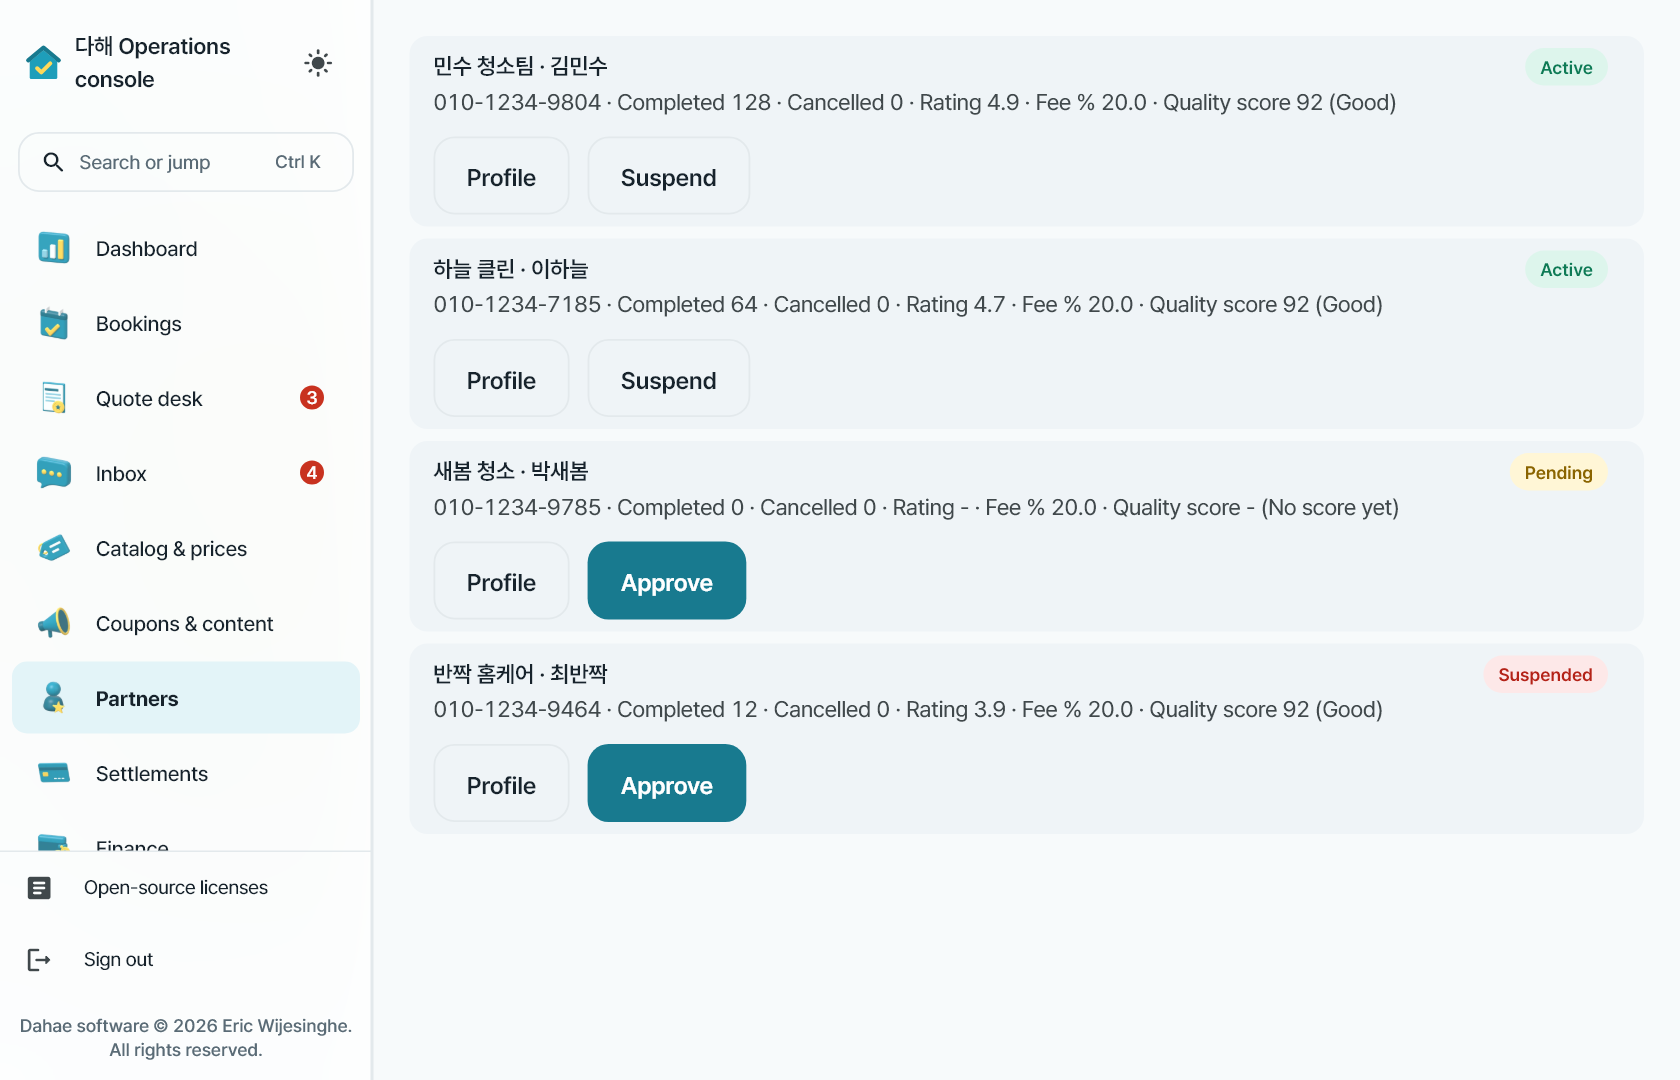 다해 Operations
console
Search or jump Ctrl K
Dashboard
Bookings
Quote desk 3
Inbox 4
Catalog & prices
Coupons & content
Partners
Settlements
Finance
Open-source licenses
Sign out
Dahae software © 2026 Eric Wijesinghe.
All rights reserved.
민수 청소팀 · 김민수 Active
010-1234-9804 · Completed 128 · Cancelled 0 · Rating 4.9 · Fee % 20.0 · Quality score 92 (Good)
Profile Suspend
하늘 클린 · 이하늘 Active
010-1234-7185 · Completed 64 · Cancelled 0 · Rating 4.7 · Fee % 20.0 · Quality score 92 (Good)
Profile Suspend
새봄 청소 · 박새봄 Pending
010-1234-9785 · Completed 0 · Cancelled 0 · Rating - · Fee % 20.0 · Quality score - (No score yet)
Profile Approve
반짝 홈케어 · 최반짝 Suspended
010-1234-9464 · Completed 12 · Cancelled 0 · Rating 3.9 · Fee % 20.0 · Quality score 92 (Good)
Profile Approve